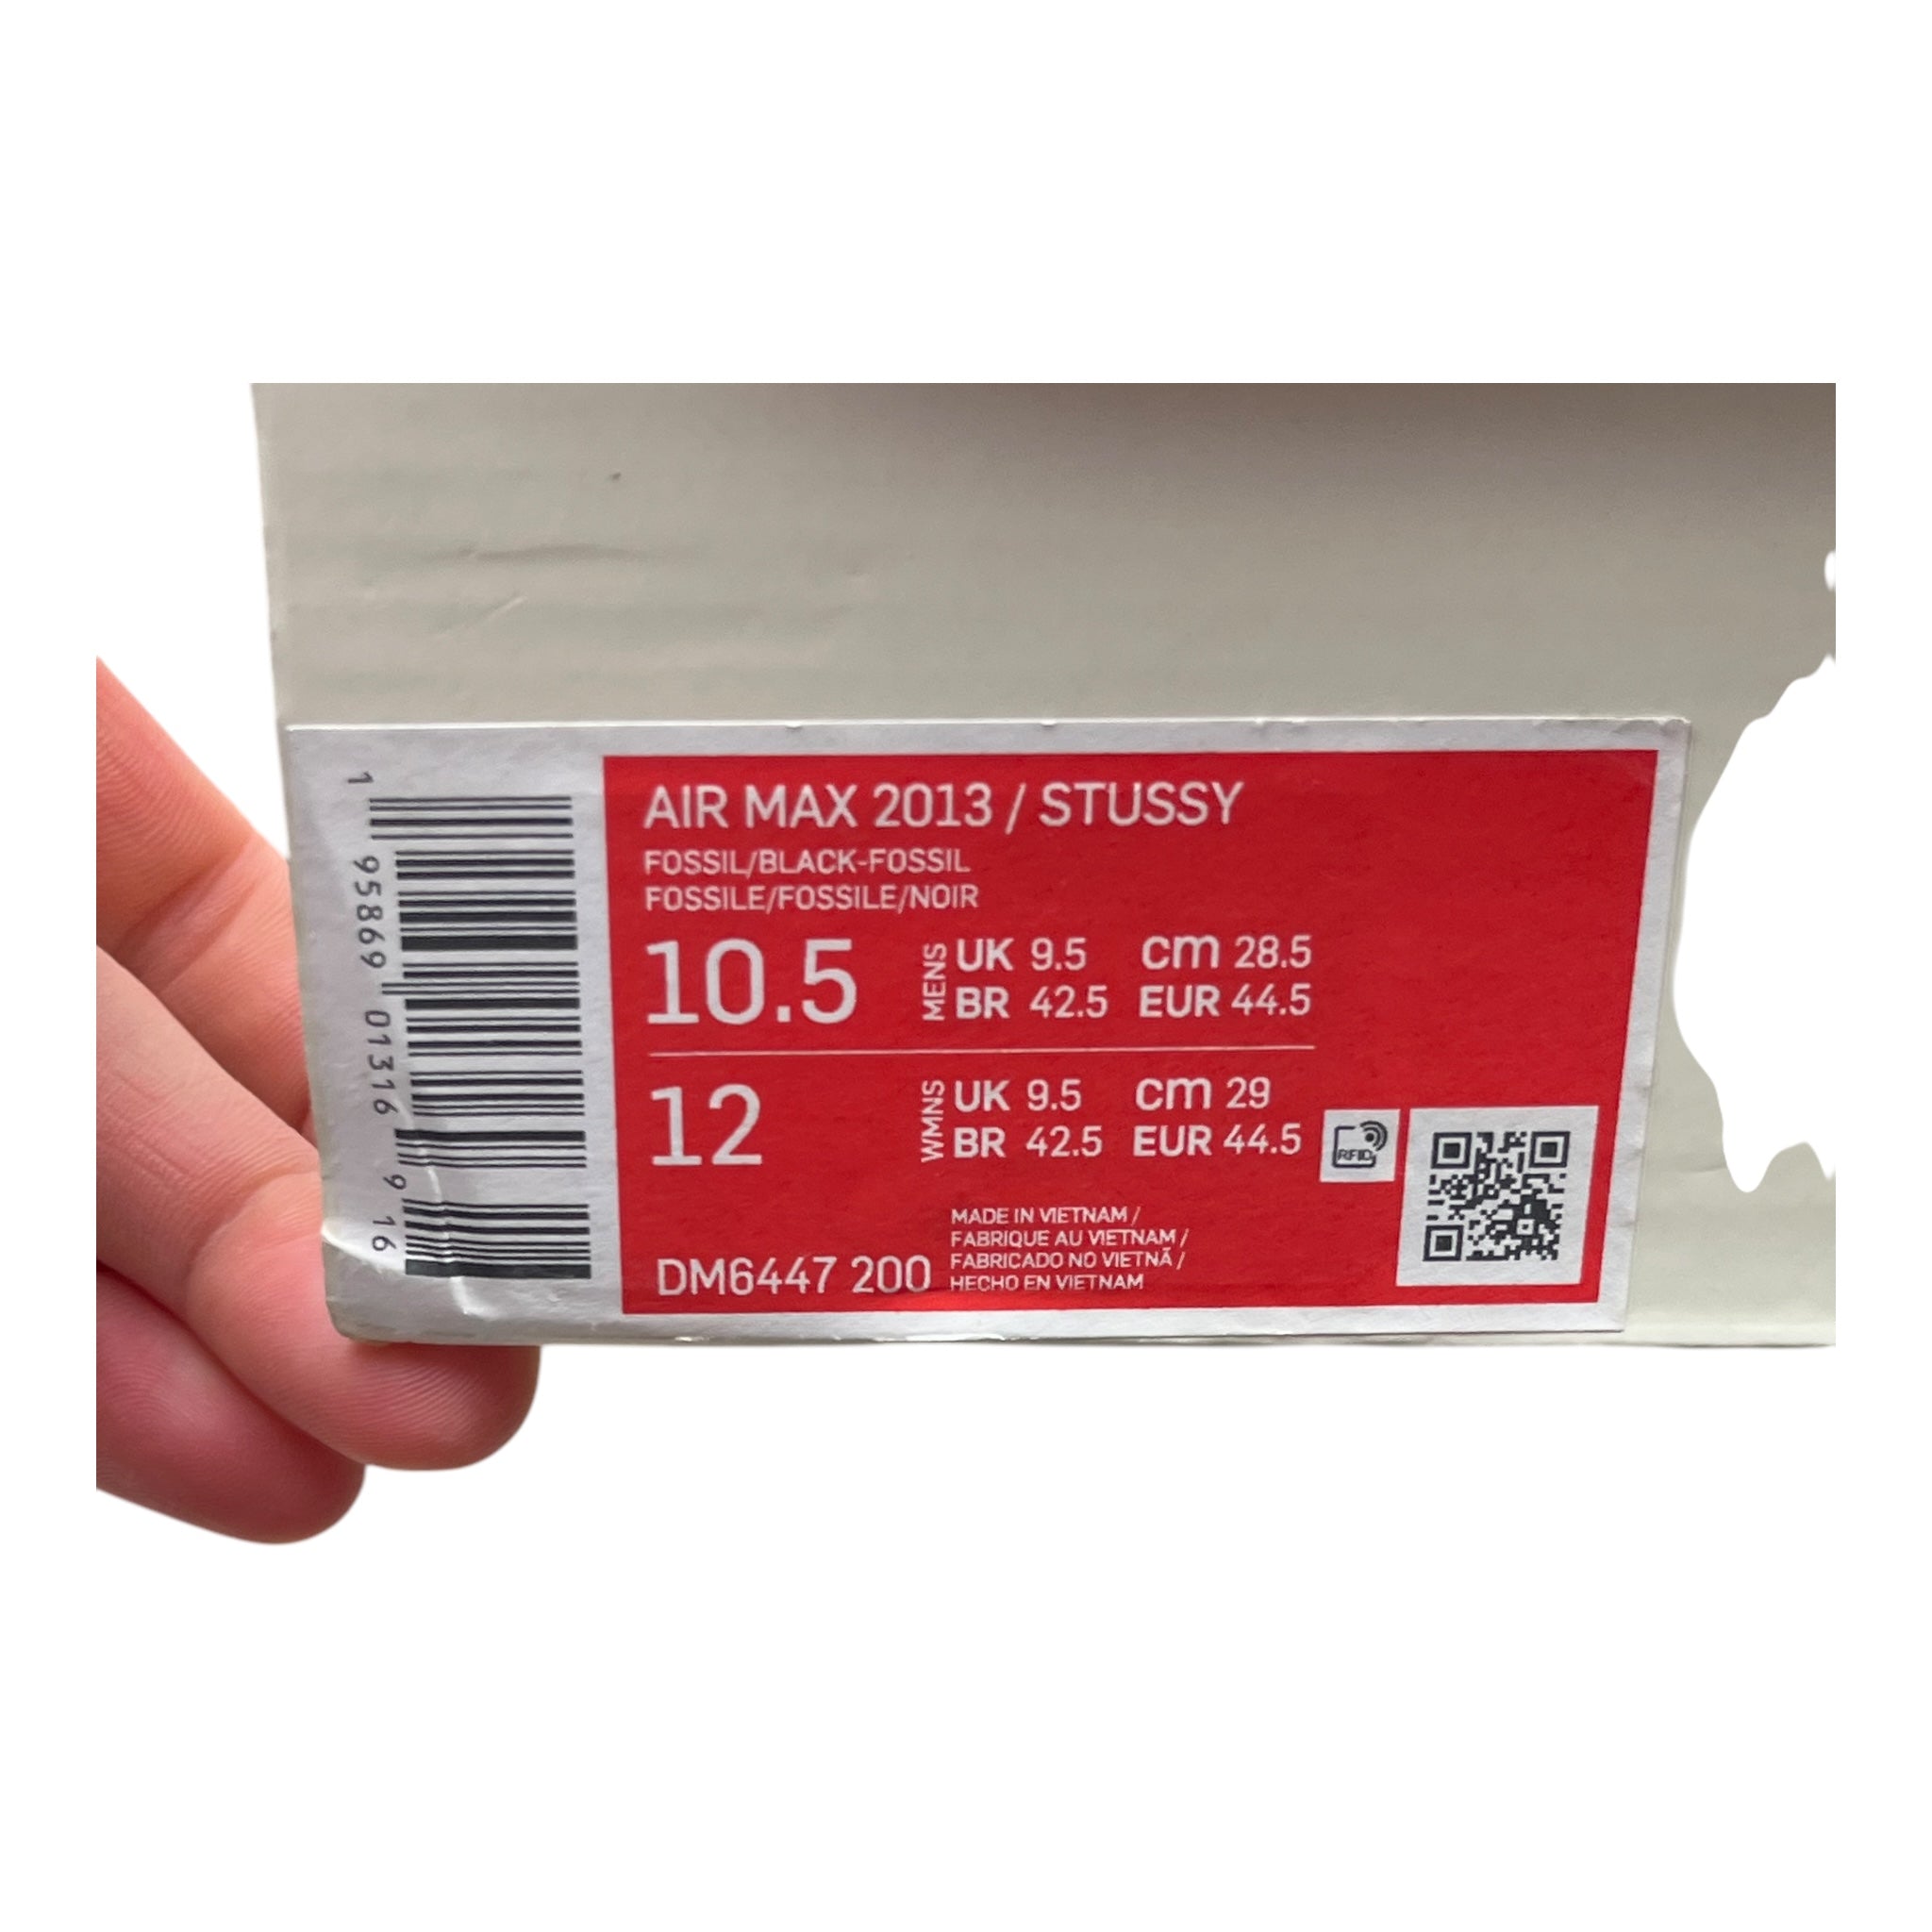 1 95869 01316 9 16
AIR MAX 2013 / STUSSY
FOSSIL/BLACK-FOSSIL
FOSSILE/FOSSILE/NOIR
10.5 MENS UK 9.5 cm 28.5
BR 42.5 EUR 44.5
12 WMNS UK 9.5 cm 29
BR 42.5 EUR 44.5
RFID
MADE IN VIETNAM /
FABRIQUE AU VIETNAM /
FABRICADO NO VIETNÃ /
DM6447 200 HECHO EN VIETNAM